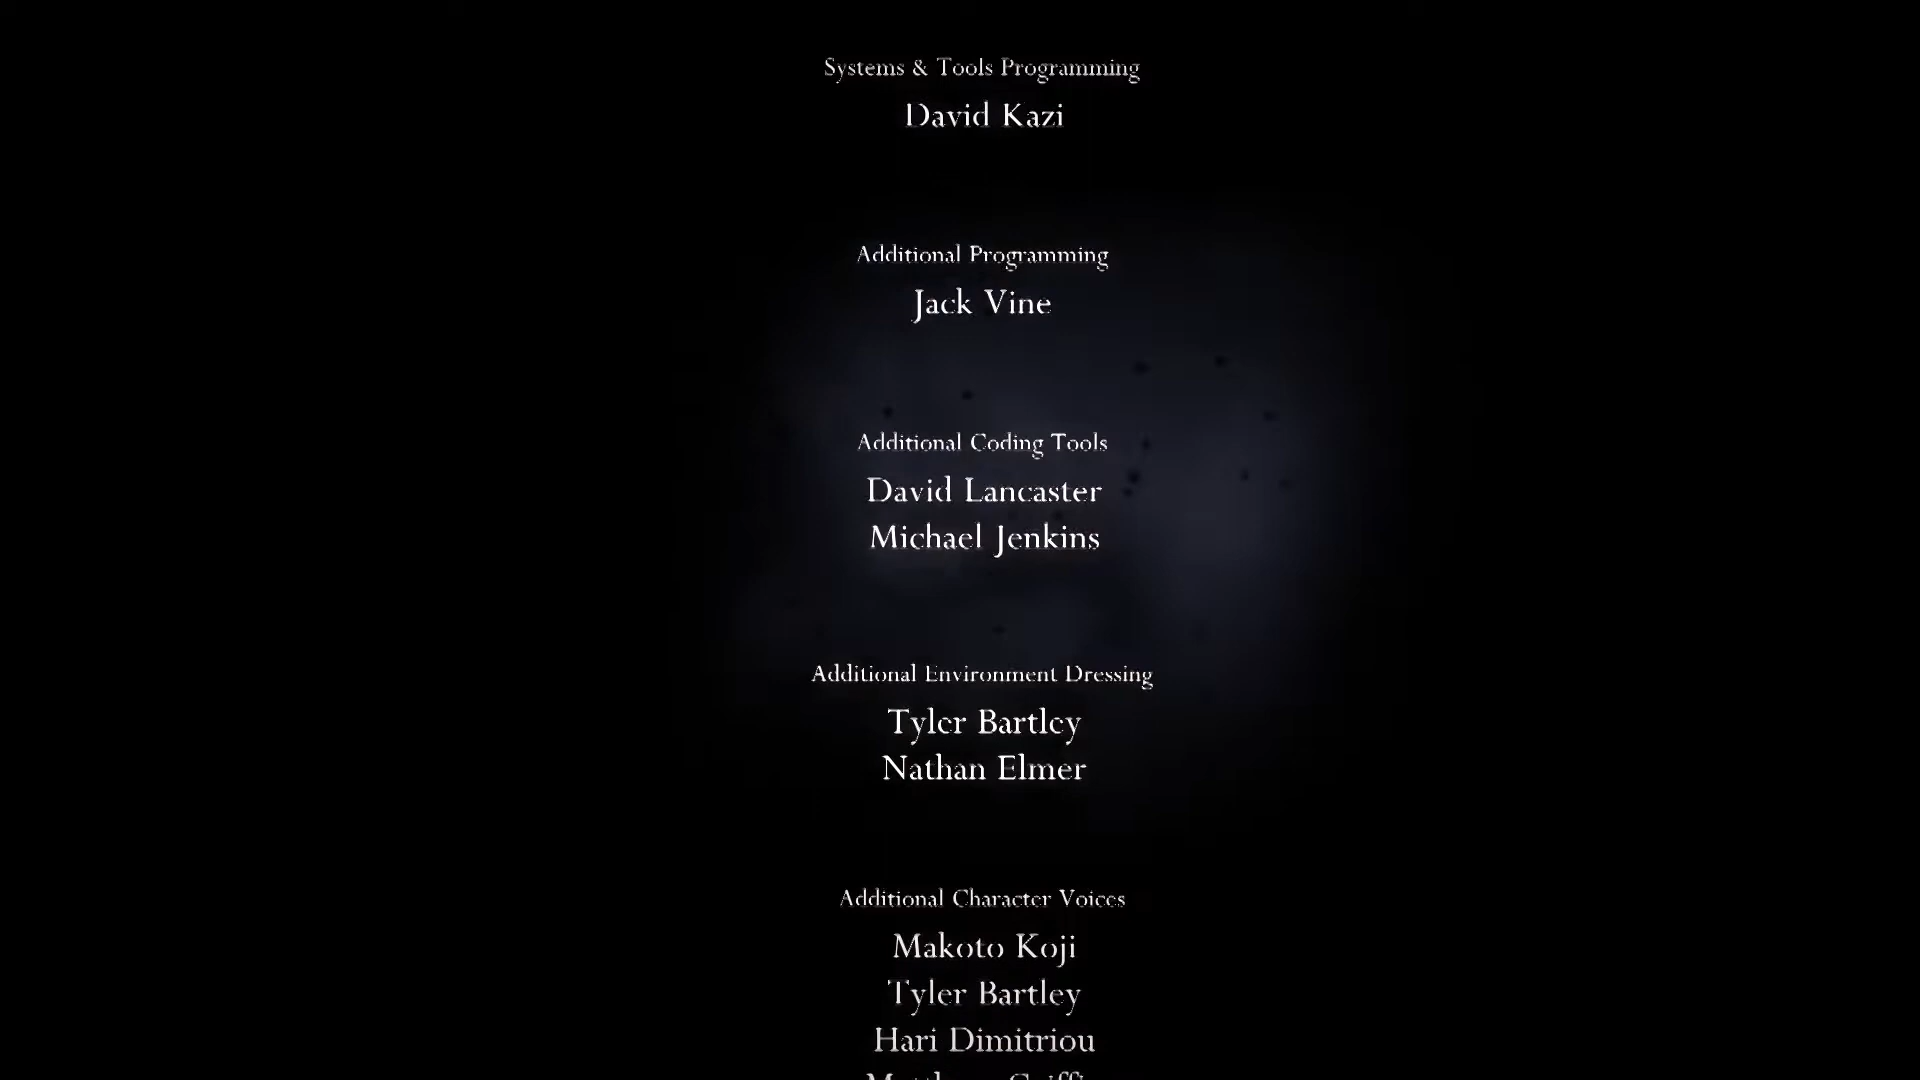 Systems & Tools Programming
David Kazi
Additional Programming
Jack Vine
Additional Coding Tools
David Lancaster
Michael Jenkins
Additional Environment Dressing
Tyler Bartley
Nathan Elmer
Additional Character Voices
Makoto Koji
Tyler Bartley
Hari Dimitriou